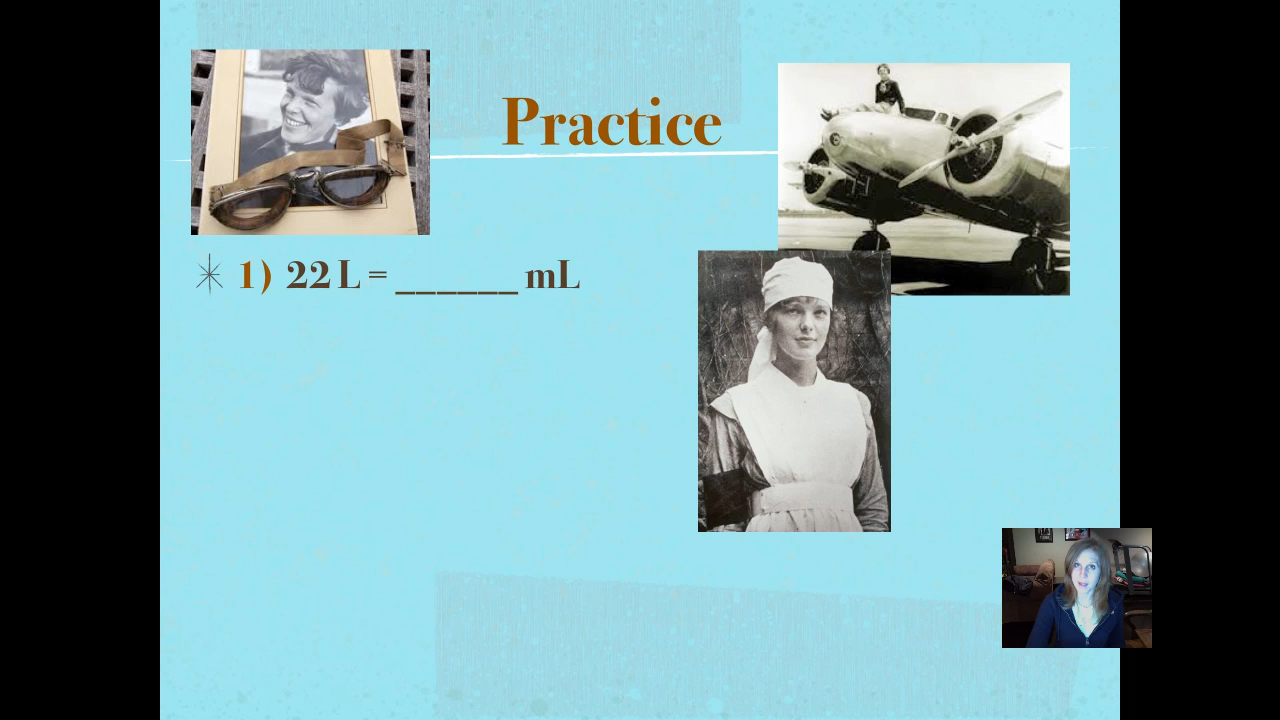 Practice
1) 22 L = ______ mL